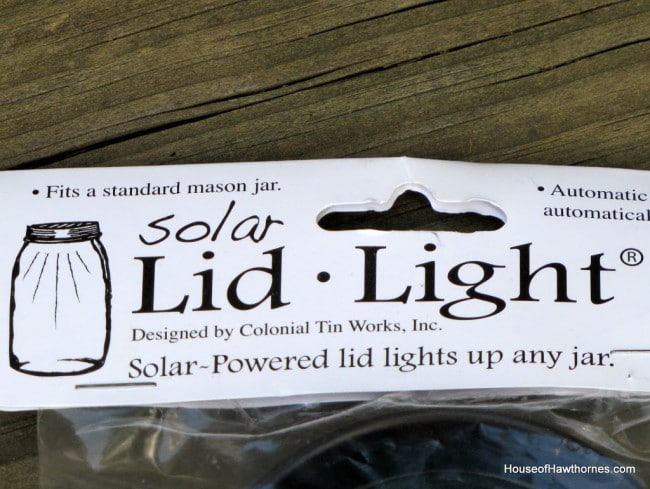 • Fits a standard mason jar.
• Automatic
automatical
solar
Lid · Light®
Designed by Colonial Tin Works, Inc.
Solar-Powered lid lights up any jar.
HouseofHawthornes.com